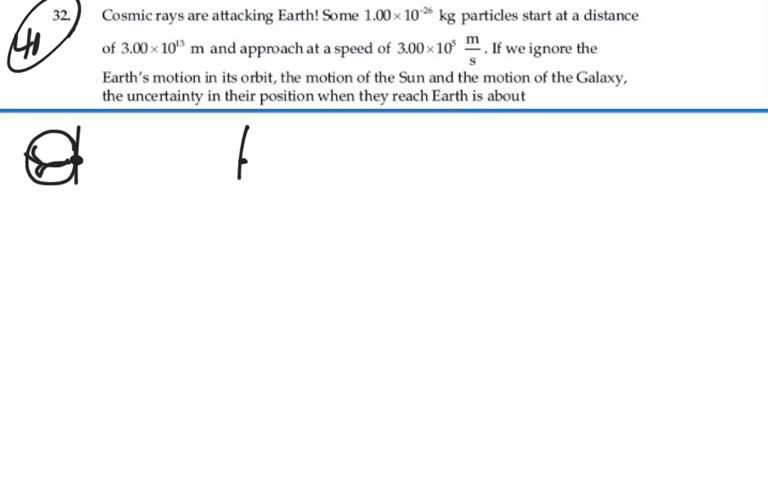 32. Cosmic rays are attacking Earth! Some 1.00 × 10⁻²⁶ kg particles start at a distance
of 3.00 × 10¹³ m and approach at a speed of 3.00 × 10⁵ m/s. If we ignore the
Earth's motion in its orbit, the motion of the Sun and the motion of the Galaxy,
the uncertainty in their position when they reach Earth is about